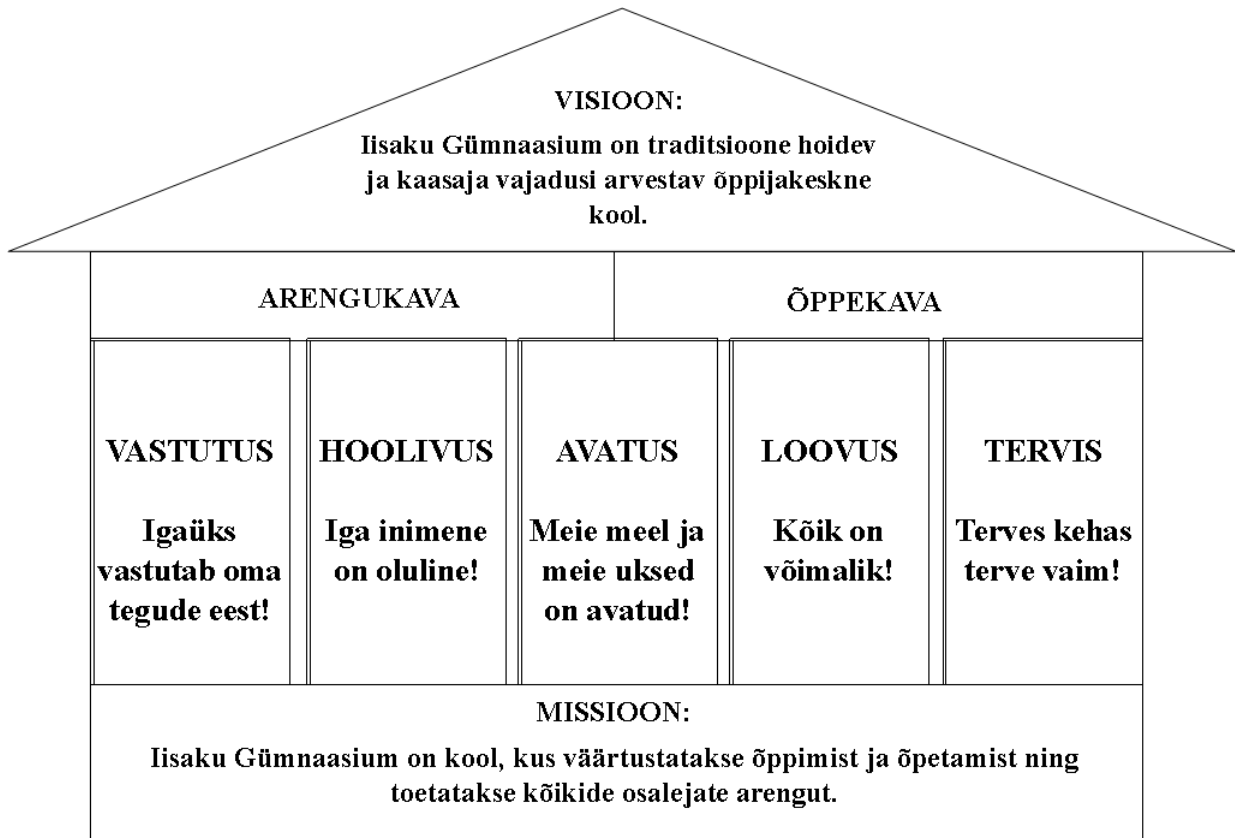 VISIOON:
Iisaku Gümnaasium on traditsioone hoidev
ja kaasaja vajadusi arvestav õppijakeskne
kool.
ARENGUKAVA
ÕPPEKAVA
VASTUTUS
Igaüks
vastutab oma
tegude eest!
HOOLIVUS
Iga inimene
on oluline!
AVATUS
Meie meel ja
meie uksed
on avatud!
LOOVUS
Kõik on
võimalik!
TERVIS
Terves kehas
terve vaim!
MISSIOON:
Iisaku Gümnaasium on kool, kus väärtustatakse õppimist ja õpetamist ning
toetatakse kõikide osalejate arengut.